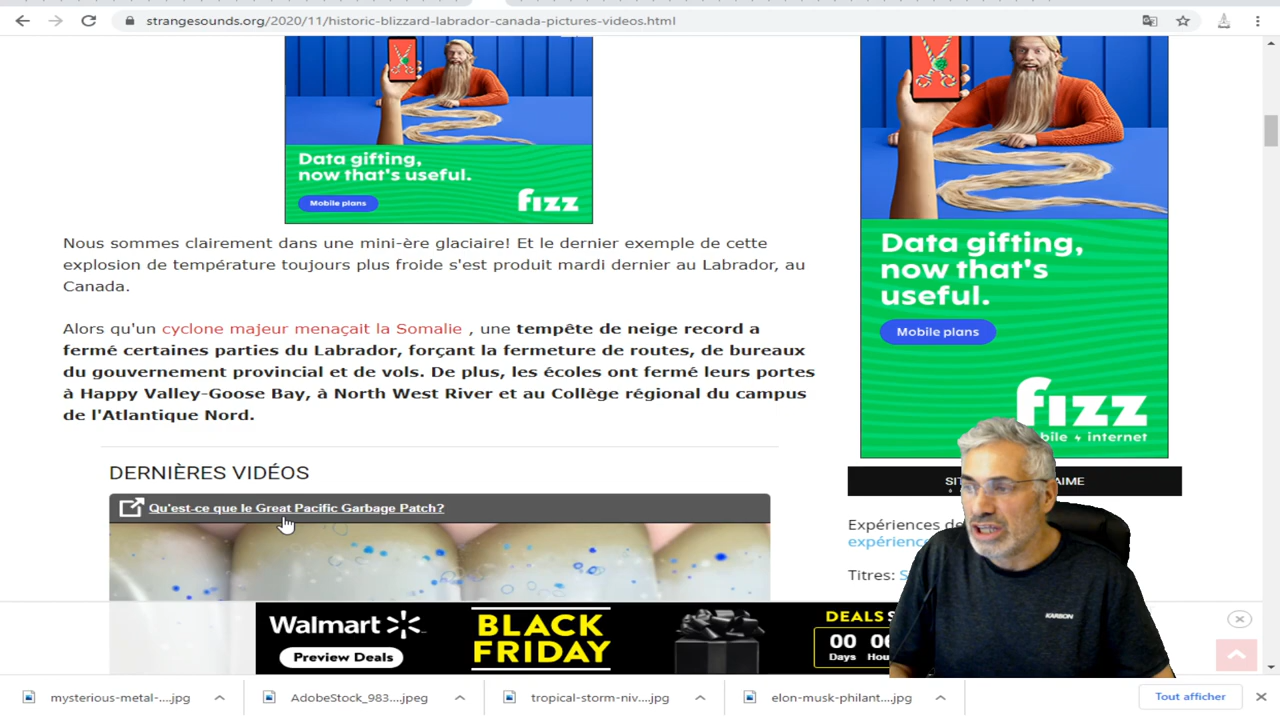 strangesounds.org/2020/11/historic-blizzard-labrador-canada-pictures-videos.html
Data gifting,
now that's useful.
Mobile plans
fizz
Nous sommes clairement dans une mini-ère glaciaire! Et le dernier exemple de cette
explosion de température toujours plus froide s'est produit mardi dernier au Labrador, au
Canada.
Alors qu'un cyclone majeur menaçait la Somalie , une tempête de neige record a
fermé certaines parties du Labrador, forçant la fermeture de routes, de bureaux
du gouvernement provincial et de vols. De plus, les écoles ont fermé leurs portes
à Happy Valley-Goose Bay, à North West River et au Collège régional du campus
de l'Atlantique Nord.
DERNIÈRES VIDÉOS
Qu'est-ce que le Great Pacific Garbage Patch?
Data gifting,
now that's
useful.
Mobile plans
fizz
mobile internet
Expériences
Titres:
Walmart
Preview Deals
BLACK
FRIDAY
DEALS
00
Days
mysterious-metal-....jpg
AdobeStock_983....jpeg
tropical-storm-niv....jpg
elon-musk-philant....jpg
Tout afficher
KARBON